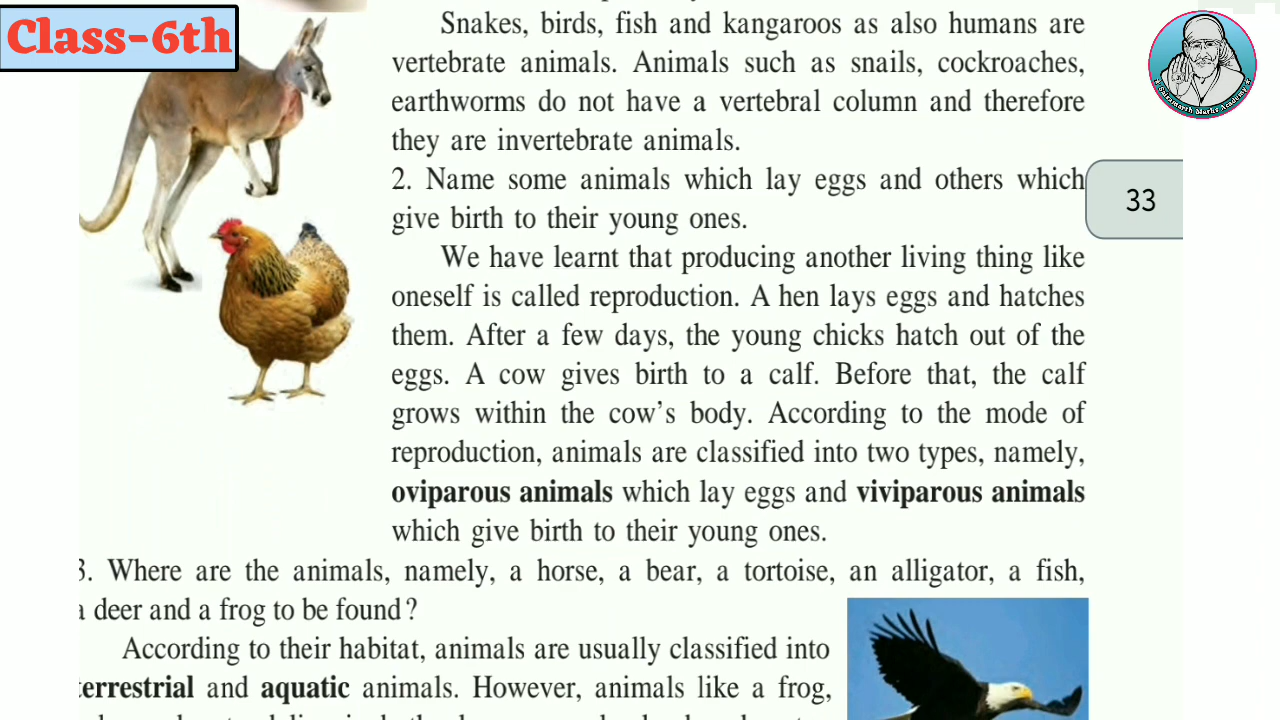 Class-6th
Snakes, birds, fish and kangaroos as also humans are
vertebrate animals. Animals such as snails, cockroaches,
earthworms do not have a vertebral column and therefore
they are invertebrate animals.
2. Name some animals which lay eggs and others which
give birth to their young ones.
33
We have learnt that producing another living thing like
oneself is called reproduction. A hen lays eggs and hatches
them. After a few days, the young chicks hatch out of the
eggs. A cow gives birth to a calf. Before that, the calf
grows within the cow's body. According to the mode of
reproduction, animals are classified into two types, namely,
oviparous animals which lay eggs and viviparous animals
which give birth to their young ones.
3. Where are the animals, namely, a horse, a bear, a tortoise, an alligator, a fish,
a deer and a frog to be found?
According to their habitat, animals are usually classified into
terrestrial and aquatic animals. However, animals like a frog,